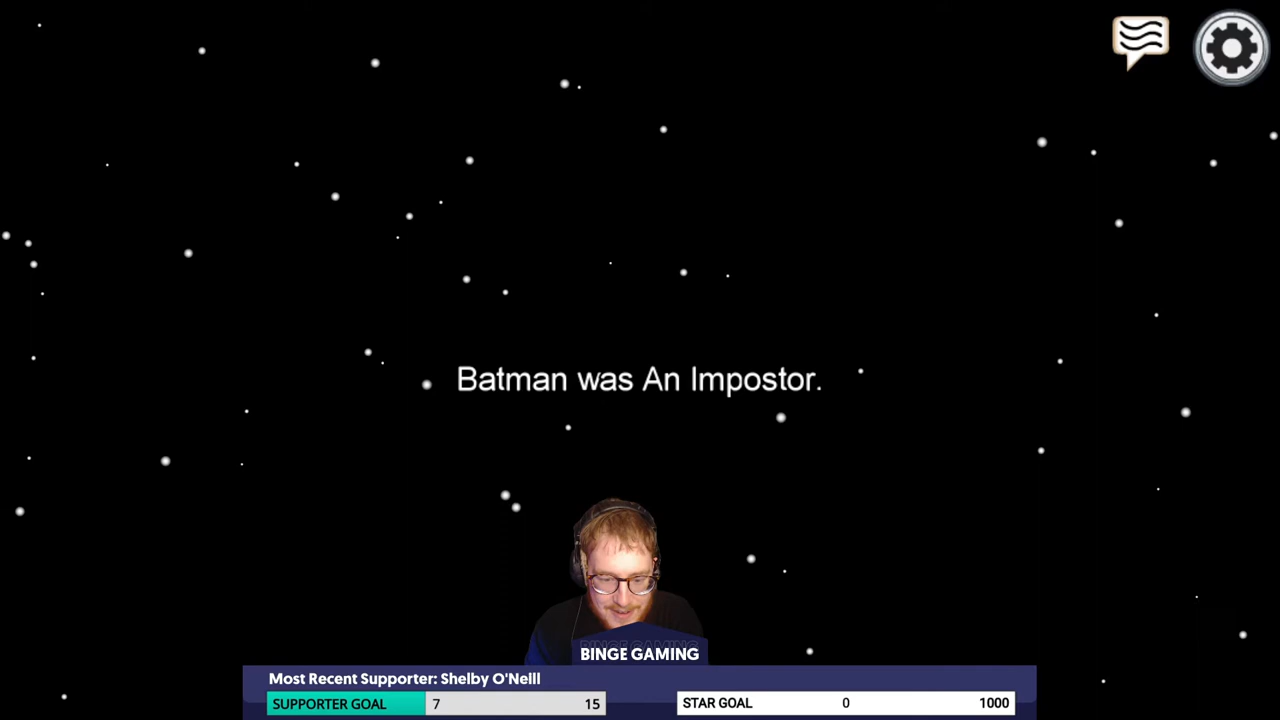 Batman was An Impostor.
BINGE GAMING
Most Recent Supporter: Shelby O'Neill
SUPPORTER GOAL 7 15
STAR GOAL 0 1000